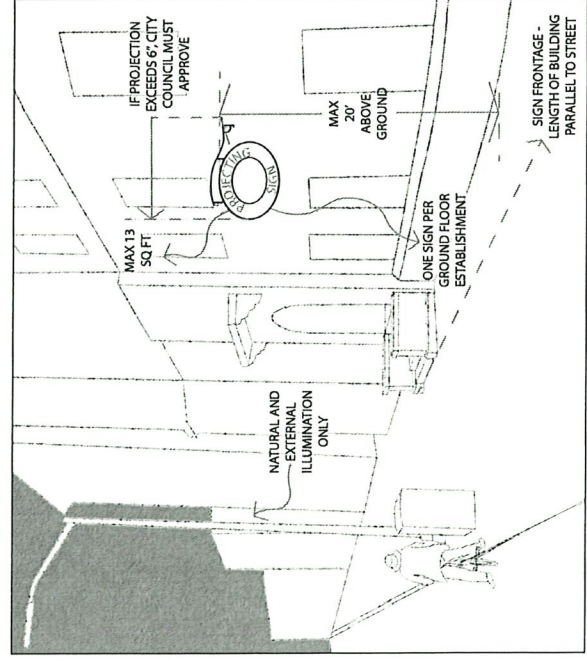 IF PROJECTION
EXCEEDS 6', CITY
COUNCIL MUST
APPROVE
MAX 13
SQ FT
PROJECTING
SIGN
MAX
20'
ABOVE
GROUND
ONE SIGN PER
GROUND FLOOR
ESTABLISHMENT
NATURAL AND
EXTERNAL
ILLUMINATION
ONLY
SIGN FRONTAGE -
LENGTH OF BUILDING
PARALLEL TO STREET